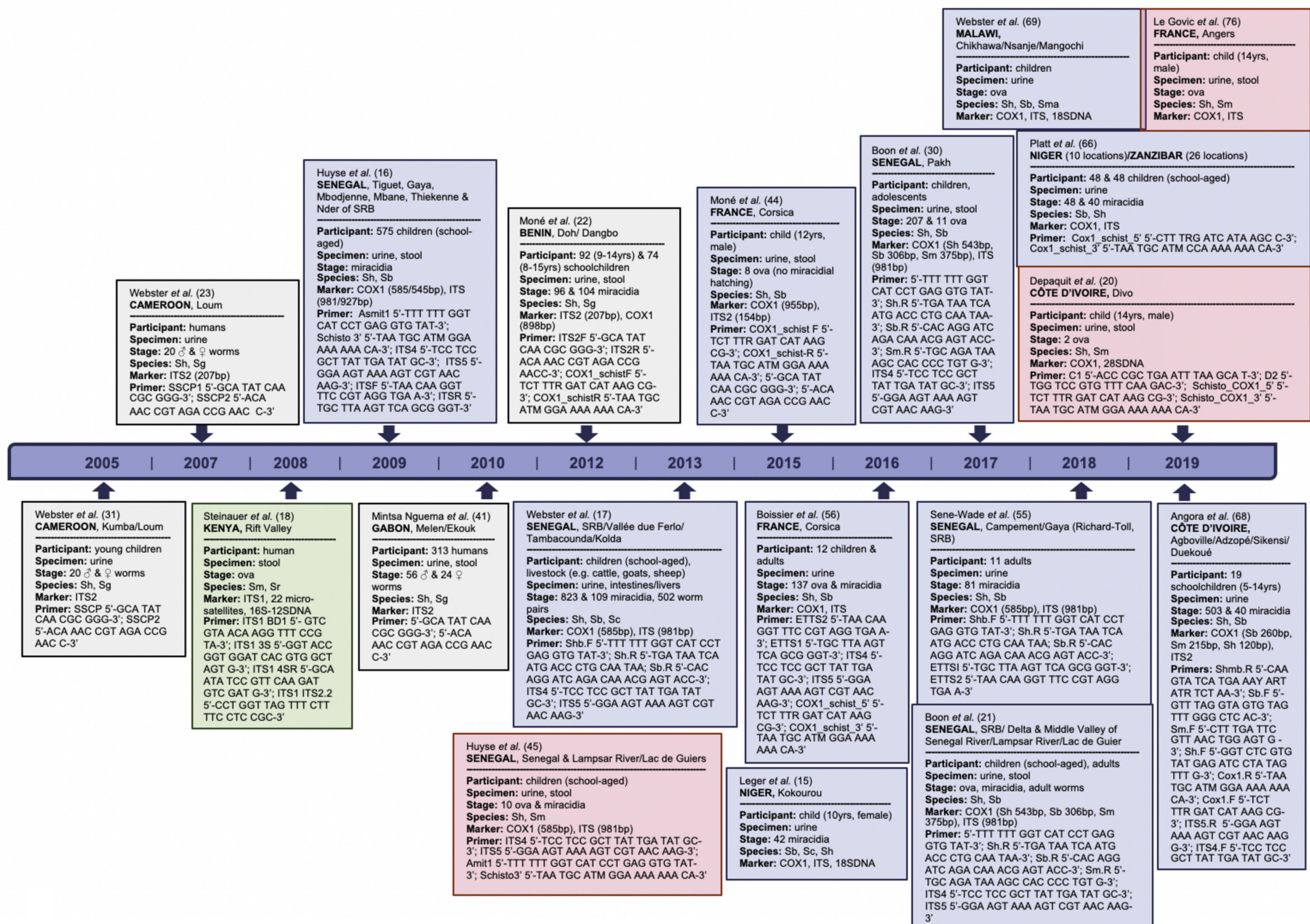 Webster et al. (69)
MALAWI,
Chikhawa/Nsanje/Mangochi
Participant: children
Specimen: urine
Stage: ova
Species: Sh, Sb, Sma
Marker: COX1, ITS, 18SDNA
Le Govic et al. (76)
FRANCE, Angers
Participant: child (14yrs,
male)
Specimen: urine, stool
Stage: ova
Species: Sh, Sm
Marker: COX1, ITS
Webster et al. (23)
CAMEROON, Loum
Participant: humans
Specimen: urine
Stage: 20 ♂ & ♀ worms
Species: Sh, Sg
Marker: ITS2 (207bp)
Primer: SSCP1 5'-GCA TAT CAA
CGC GGG-3'; SSCP2 5'-ACA
AAC CGT AGA CCG AAC C-3'
Huyse et al. (16)
SENEGAL, Tiguet, Gaya,
Mbodjenne, Mbane, Thiekenne &
Nder of SRB
Participant: 575 children (school-
aged)
Specimen: urine, stool
Stage: miracidia
Species: Sh, Sb
Marker: COX1 (585/545bp), ITS
(981/927bp)
Primer: Asmit1 5'-TTT TTT GGT
CAT CCT GAG GTG TAT-3';
Schisto 3' 5'-TAA TGC ATM GGA
AAA AAA CA-3'; ITS4 5'-TCC TCC
GCT TAT TGA TAT GC-3'; ITS5 5'-
GGA AGT AAA AGT CGT AAC
AAG-3'; ITSF 5'-TAA CAA GGT
TTC CGT AGG TGA A-3'; ITSR 5'-
TGC TTA AGT TCA GCG GGT-3'
Moné et al. (22)
BENIN, Doh/ Dangbo
Participant: 92 (9-14yrs) & 74
(8-15yrs) schoolchildren
Specimen: urine, stool
Stage: 96 & 104 miracidia
Species: Sh, Sg
Marker: ITS2 (207bp), COX1
(898bp)
Primer: ITS2F 5'-GCA TAT
CAA CGC GGG-3'; ITS2R 5'-
ACA AAC CGT AGA CCG
AACC-3'; COX1_schistF 5'-
TCT TTR GAT CAT AAG CG-
3'; COX1_schistR 5'-TAA TGC
ATM GGA AAA AAA CA-3'
Moné et al. (44)
FRANCE, Corsica
Participant: child (12yrs,
male)
Specimen: urine, stool
Stage: 8 ova (no miracidial
hatching)
Species: Sh, Sb
Marker: COX1 (955bp),
ITS2 (154bp)
Primer: COX1_schist F 5'-
TCT TTR GAT CAT AAG
CG-3'; COX1_schist-R 5'-
TAA TGC ATM GGA AAA
AAA CA-3'; 5'-GCA TAT
CAA CGC GGG-3'; 5'-ACA
AAC CGT AGA CCG AAC
C-3'
Boon et al. (30)
SENEGAL, Pakh
Participant: children,
adolescents
Specimen: urine, stool
Stage: 207 & 11 ova
Species: Sh, Sb
Marker: COX1 (Sh 543bp,
Sb 306bp, Sm 375bp), ITS
(981bp)
Primer: 5'-TTT TTT GGT
CAT CCT GAG GTG TAT-
3'; Sh.R 5'-TGA TAA TCA
ATG ACC CTG CAA TAA-
3'; Sb.R 5'-CAC AGG ATC
AGA CAA ACG AGT ACC-
3'; Sm.R 5'-TGC AGA TAA
AGC CAC CCC TGT G-3';
ITS4 5'-TCC TCC GCT
TAT TGA TAT GC-3'; ITS5
5'-GGA AGT AAA AGT
CGT AAC AAG-3'
Platt et al. (66)
NIGER (10 locations)/ZANZIBAR (26 locations)
Participant: 48 & 48 children (school-aged)
Specimen: urine
Stage: 48 & 40 miracidia
Species: Sb, Sh
Marker: COX1, ITS
Primer: Cox1_schist_5' 5'-CTT TRG ATC ATA AGC C-3';
Cox1_schist_3' 5'-TAA TGC ATM CCA AAA AAA CA-3'
Depaquit et al. (20)
CÔTE D'IVOIRE, Divo
Participant: child (14yrs, male)
Specimen: urine, stool
Stage: 2 ova
Species: Sh, Sm
Marker: COX1, 28SDNA
Primer: C1 5'-ACC CGC TGA ATT TAA GCA T-3'; D2 5'-
TGG TCC GTG TTT CAA GAC-3'; Schisto_COX1_5' 5'-
TCT TTR GAT CAT AAG CG-3'; Schisto_COX1_3' 5'-
TAA TGC ATM GGA AAA AAA CA-3'
2005 | 2007 | 2008 | 2009 | 2010 | 2012 | 2013 | 2015 | 2016 | 2017 | 2018 | 2019
Webster et al. (31)
CAMEROON, Kumba/Loum
Participant: young children
Specimen: urine
Stage: 20 ♂ & ♀ worms
Species: Sh, Sg
Marker: ITS2
Primer: SSCP 5'-GCA TAT
CAA CGC GGG-3'; SSCP2
5'-ACA AAC CGT AGA CCG
AAC C-3'
Steinauer et al. (18)
KENYA, Rift Valley
Participant: human
Specimen: stool
Stage: ova
Species: Sm, Sr
Marker: ITS1, 22 micro-
satellites, 16S-12SDNA
Primer: ITS1 BD1 5'- GTC
GTA ACA AGG TTT CCG
TA-3'; ITS1 3S 5'-GGT ACC
GGT GGAT CAC GTG GCT
AGT G-3'; ITS1 4SR 5'-GCA
ATA TCC GTT CAA GAT
GTC GAT G-3'; ITS1 ITS2.2
5'-CCT GGT TAG TTT CTT
TTC CTC CGC-3'
Mintsa Nguema et al. (41)
GABON, Melen/Ekouk
Participant: 313 humans
Specimen: urine, stool
Stage: 56 ♂ & 24 ♀
worms
Species: Sh, Sg
Marker: ITS2
Primer: 5'-GCA TAT CAA
CGC GGG-3'; 5'-ACA
AAC CGT AGA CCG AAC
C-3'
Webster et al. (17)
SENEGAL, SRB/Vallée due Ferlo/
Tambacounda/Kolda
Participant: children (school-aged),
livestock (e.g. cattle, goats, sheep)
Specimen: urine, intestines/livers
Stage: 823 & 109 miracidia, 502 worm
pairs
Species: Sh, Sb, Sc
Marker: COX1 (585bp), ITS (981bp)
Primer: Shb.F 5'-TTT TTT GGT CAT CCT
GAG GTG TAT-3'; Sh.R 5'-TGA TAA TCA
ATG ACC CTG CAA TAA; Sb.R 5'-CAC
AGG ATC AGA CAA ACG AGT ACC-3';
ITS4 5'-TCC TCC GCT TAT TGA TAT
GC-3'; ITS5 5'-GGA AGT AAA AGT CGT
AAC AAG-3'
Huyse et al. (45)
SENEGAL, Senegal & Lampsar River/Lac de Guiers
Participant: children (school-aged)
Specimen: urine, stool
Stage: 10 ova & miracidia
Species: Sh, Sm
Marker: COX1 (585bp), ITS (981bp)
Primer: ITS4 5'-TCC TCC GCT TAT TGA TAT GC-
3'; ITS5 5'-GGA AGT AAA AGT CGT AAC AAG-3';
Amit1 5'-TTT TTT GGT CAT CCT GAG GTG TAT-
3'; Schisto3' 5'-TAA TGC ATM GGA AAA AAA CA-3'
Boissier et al. (56)
FRANCE, Corsica
Participant: 12 children &
adults
Specimen: urine
Stage: 137 ova & miracidia
Species: Sh, Sb
Marker: COX1, ITS
Primer: ETTS2 5'-TAA CAA
GGT TTC CGT AGG TGA A-
3'; ETTS1 5'-TGC TTA AGT
TCA GCG GGT-3'; ITS4 5'-
TCC TCC GCT TAT TGA
TAT GC-3'; ITS5 5'-GGA
AGT AAA AGT CGT AAC
AAG-3'; COX1_schist_5' 5'-
TCT TTR GAT CAT AAG
CG-3'; COX1_schist_3' 5'-
TAA TGC ATM GGA AAA
AAA CA-3'
Leger et al. (15)
NIGER, Kokourou
Participant: child (10yrs, female)
Specimen: urine
Stage: 42 miracidia
Species: Sb, Sc, Sh
Marker: COX1, ITS, 18SDNA
Sene-Wade et al. (55)
SENEGAL, Campement/Gaya (Richard-Toll,
SRB)
Participant: 11 adults
Specimen: urine
Stage: 81 miracidia
Species: Sh, Sb
Marker: COX1 (585bp), ITS (981bp)
Primer: Shb.F 5'-TTT TTT GGT CAT CCT
GAG GTG TAT-3'; Sh.R 5'-TGA TAA TCA
ATG ACC CTG CAA TAA; Sb.R 5'-CAC AGG
ATC AGA CAA ACG AGT ACC-3';
ETTSI 5'-TGC TTA AGT TCA GCG GGT-3';
ETTS2 5'-TAA CAA GGT TTC CGT AGG
TGA A-3'
Boon et al. (21)
SENEGAL, SRB/ Delta & Middle Valley of
Senegal River/Lampsar River/Lac de Guier
Participant: children (school-aged), adults
Specimen: urine, stool
Stage: ova, miracidia, adult worms
Species: Sh, Sb
Marker: COX1 (Sh 543bp, Sb 306bp, Sm
375bp), ITS (981bp)
Primer: 5'-TTT TTT GGT CAT CCT GAG
GTG TAT-3'; Sh.R 5'-TGA TAA TCA ATG
ACC CTG CAA TAA-3'; Sb.R 5'-CAC AGG
ATC AGA CAA ACG AGT ACC-3'; Sm.R 5'-
TGC AGA TAA AGC CAC CCC TGT G-3';
ITS4 5'-TCC TCC GCT TAT TGA TAT GC-3';
ITS5 5'-GGA AGT AAA AGT CGT AAC AAG-
3'
Angora et al. (68)
CÔTE D'IVOIRE,
Agboville/Adzopé/Sikensi/
Duekoué
Participant: 19
schoolchildren (5-14yrs)
Specimen: urine
Stage: 503 & 40 miracidia
Species: Sh, Sb
Marker: COX1 (Sb 260bp,
Sm 215bp, Sh 120bp),
ITS2
Primers: Shmb.R 5'-CAA
GTA TCA TGA AAY ART
ATR TCT AA-3'; Sb.F 5'-
GTT TAG GTA GTG TAG
TTT GGG CTC AC-3';
Sm.F 5'-CTT TGA TTC
GTT AAC TGG AGT G -
3'; Sh.F 5'-GGT CTC GTG
TAT GAG ATC CTA TAG
TTT G-3'; Cox1.R 5'-TAA
TGC ATM GGA AAA AAA
CA-3'; Cox1.F 5'-TCT
TTR GAT CAT AAG CG-
3'; ITS5.R 5'-GGA AGT
AAA AGT CGT AAC AAG
G-3'; ITS4.F 5'-TCC TCC
GCT TAT TGA TAT GC-3'